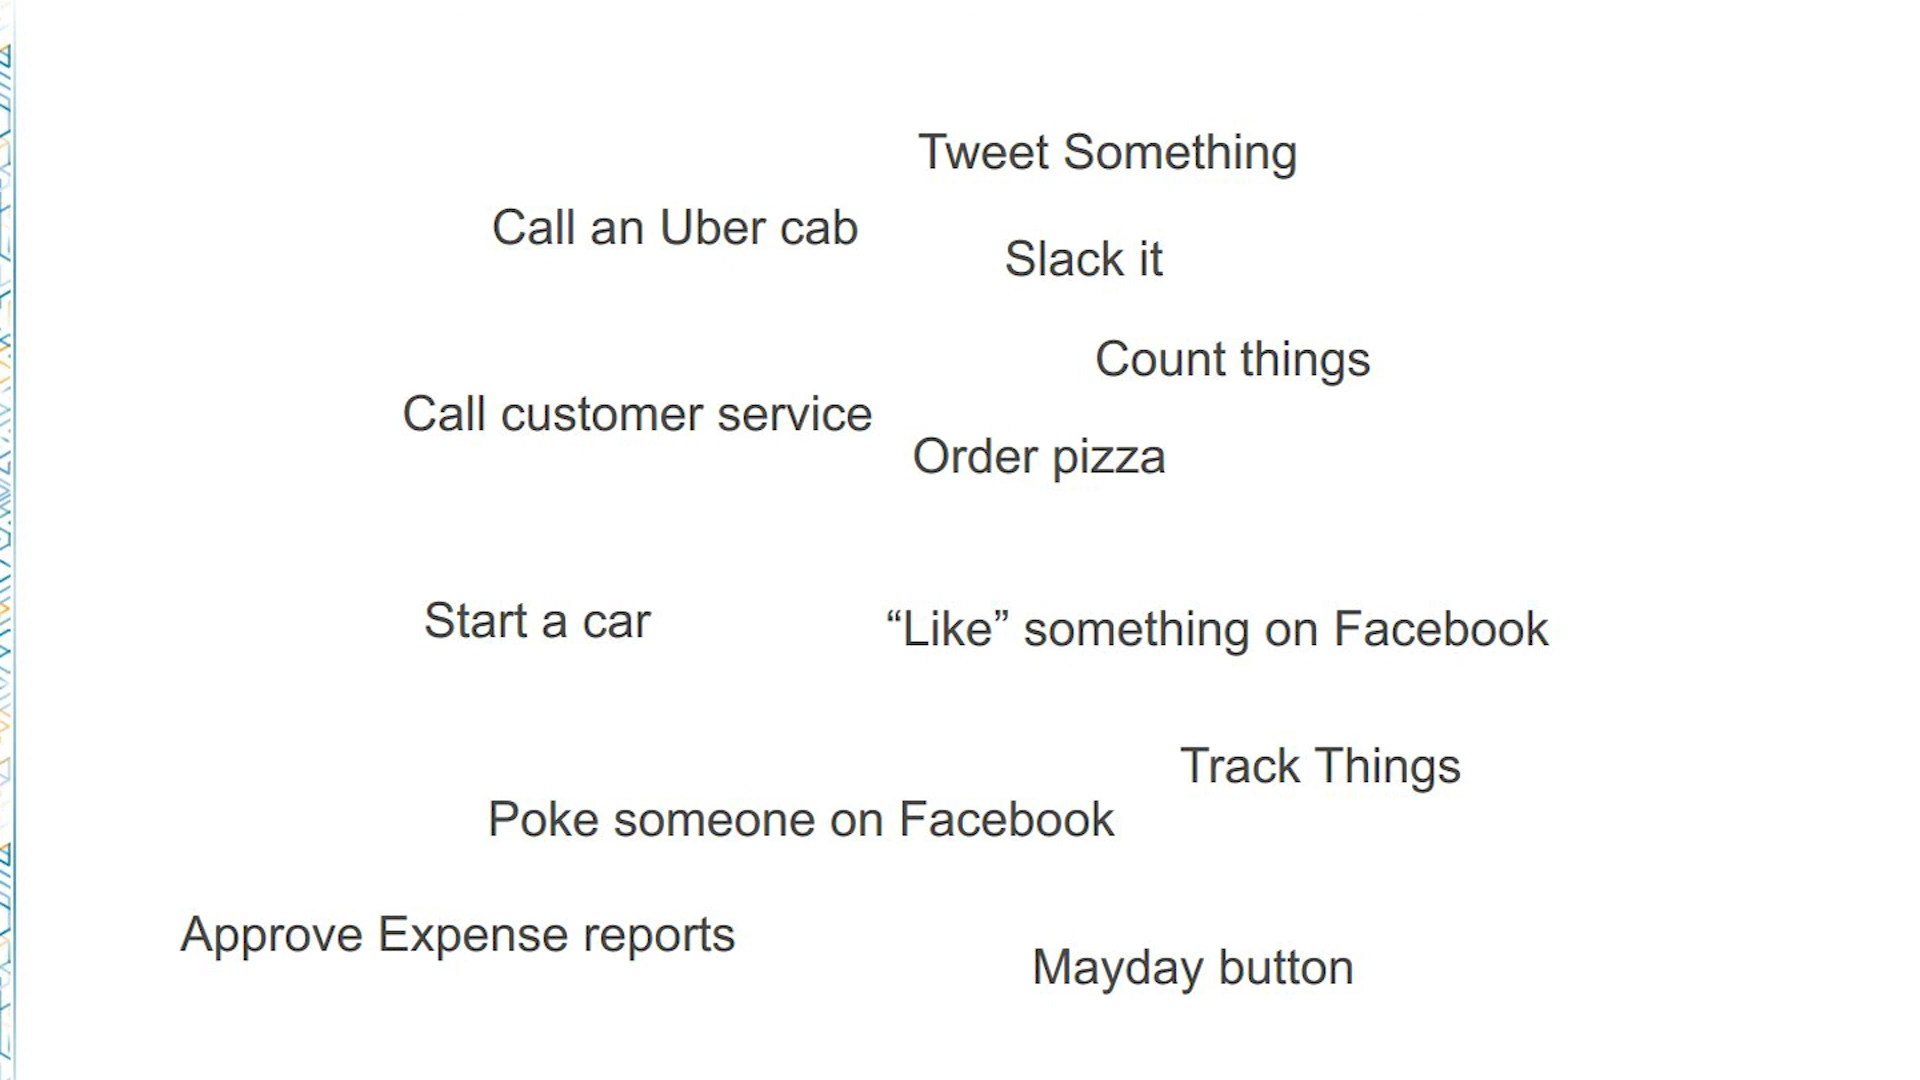 Tweet Something
Call an Uber cab
Slack it
Count things
Call customer service
Order pizza
Start a car
“Like” something on Facebook
Track Things
Poke someone on Facebook
Approve Expense reports
Mayday button